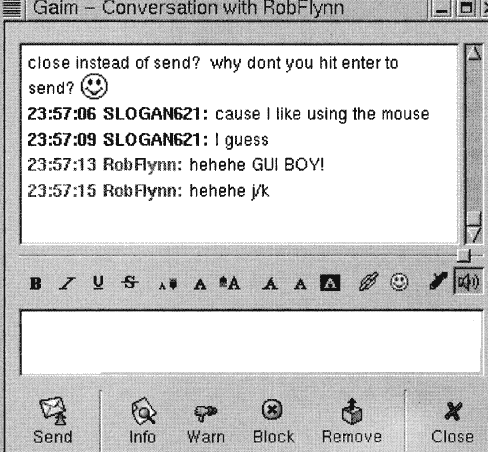 Gaim – Conversation with RobFlynn
close instead of send? why dont you hit enter to
send?
23:57:06 SLOGAN621: cause I like using the mouse
23:57:09 SLOGAN621: I guess
23:57:13 RobFlynn: hehehe GUI BOY!
23:57:15 RobFlynn: hehehe j/k
B I U S A A A A A A
Send Info Warn Block Remove Close